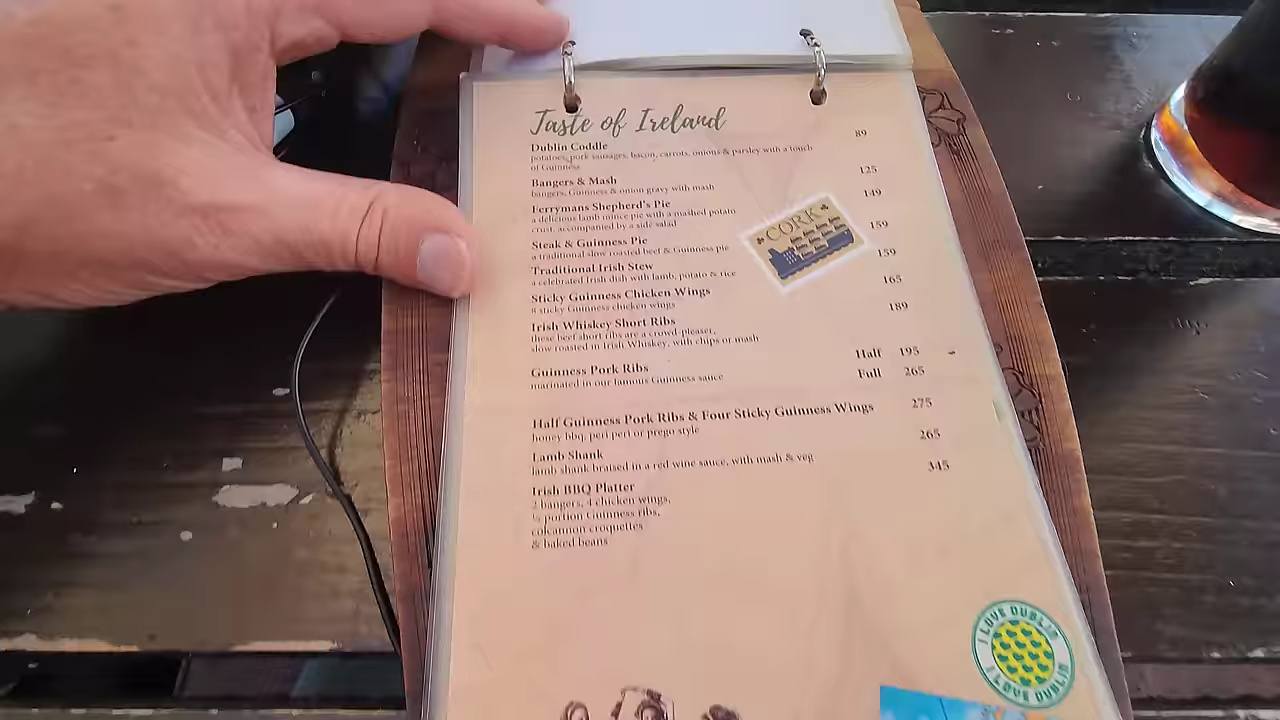 Taste of Ireland
Dublin Coddle 89
potatoes, pork sausages, bacon, carrots, onions & parsley with a touch
of Guinness
Bangers & Mash 125
bangers, Guinness & onion gravy with mash
Ferrymans Shepherd's Pie 149
a delicious lamb mince pie with a mashed potato
crust, accompanied by a side salad
Steak & Guinness Pie 159
a traditional slow roasted beef & Guinness pie
Traditional Irish Stew 159
a celebrated Irish dish with lamb, potato & rice
Sticky Guinness Chicken Wings 165
8 sticky Guinness chicken wings
Irish Whiskey Short Ribs 189
these beef short ribs are a crowd-pleaser,
slow roasted in Irish Whiskey, with chips or mash
Guinness Pork Ribs Half 195
marinated in our famous Guinness sauce Full 265
Half Guinness Pork Ribs & Four Sticky Guinness Wings 275
honey bbq, peri peri or prego style
Lamb Shank 265
lamb shank braised in a red wine sauce, with mash & veg
Irish BBQ Platter 345
2 bangers, 4 chicken wings,
portion Guinness ribs,
colcannon croquettes
& baked beans
CORK
I LOVE DUBLIN
I LOVE DUBLIN